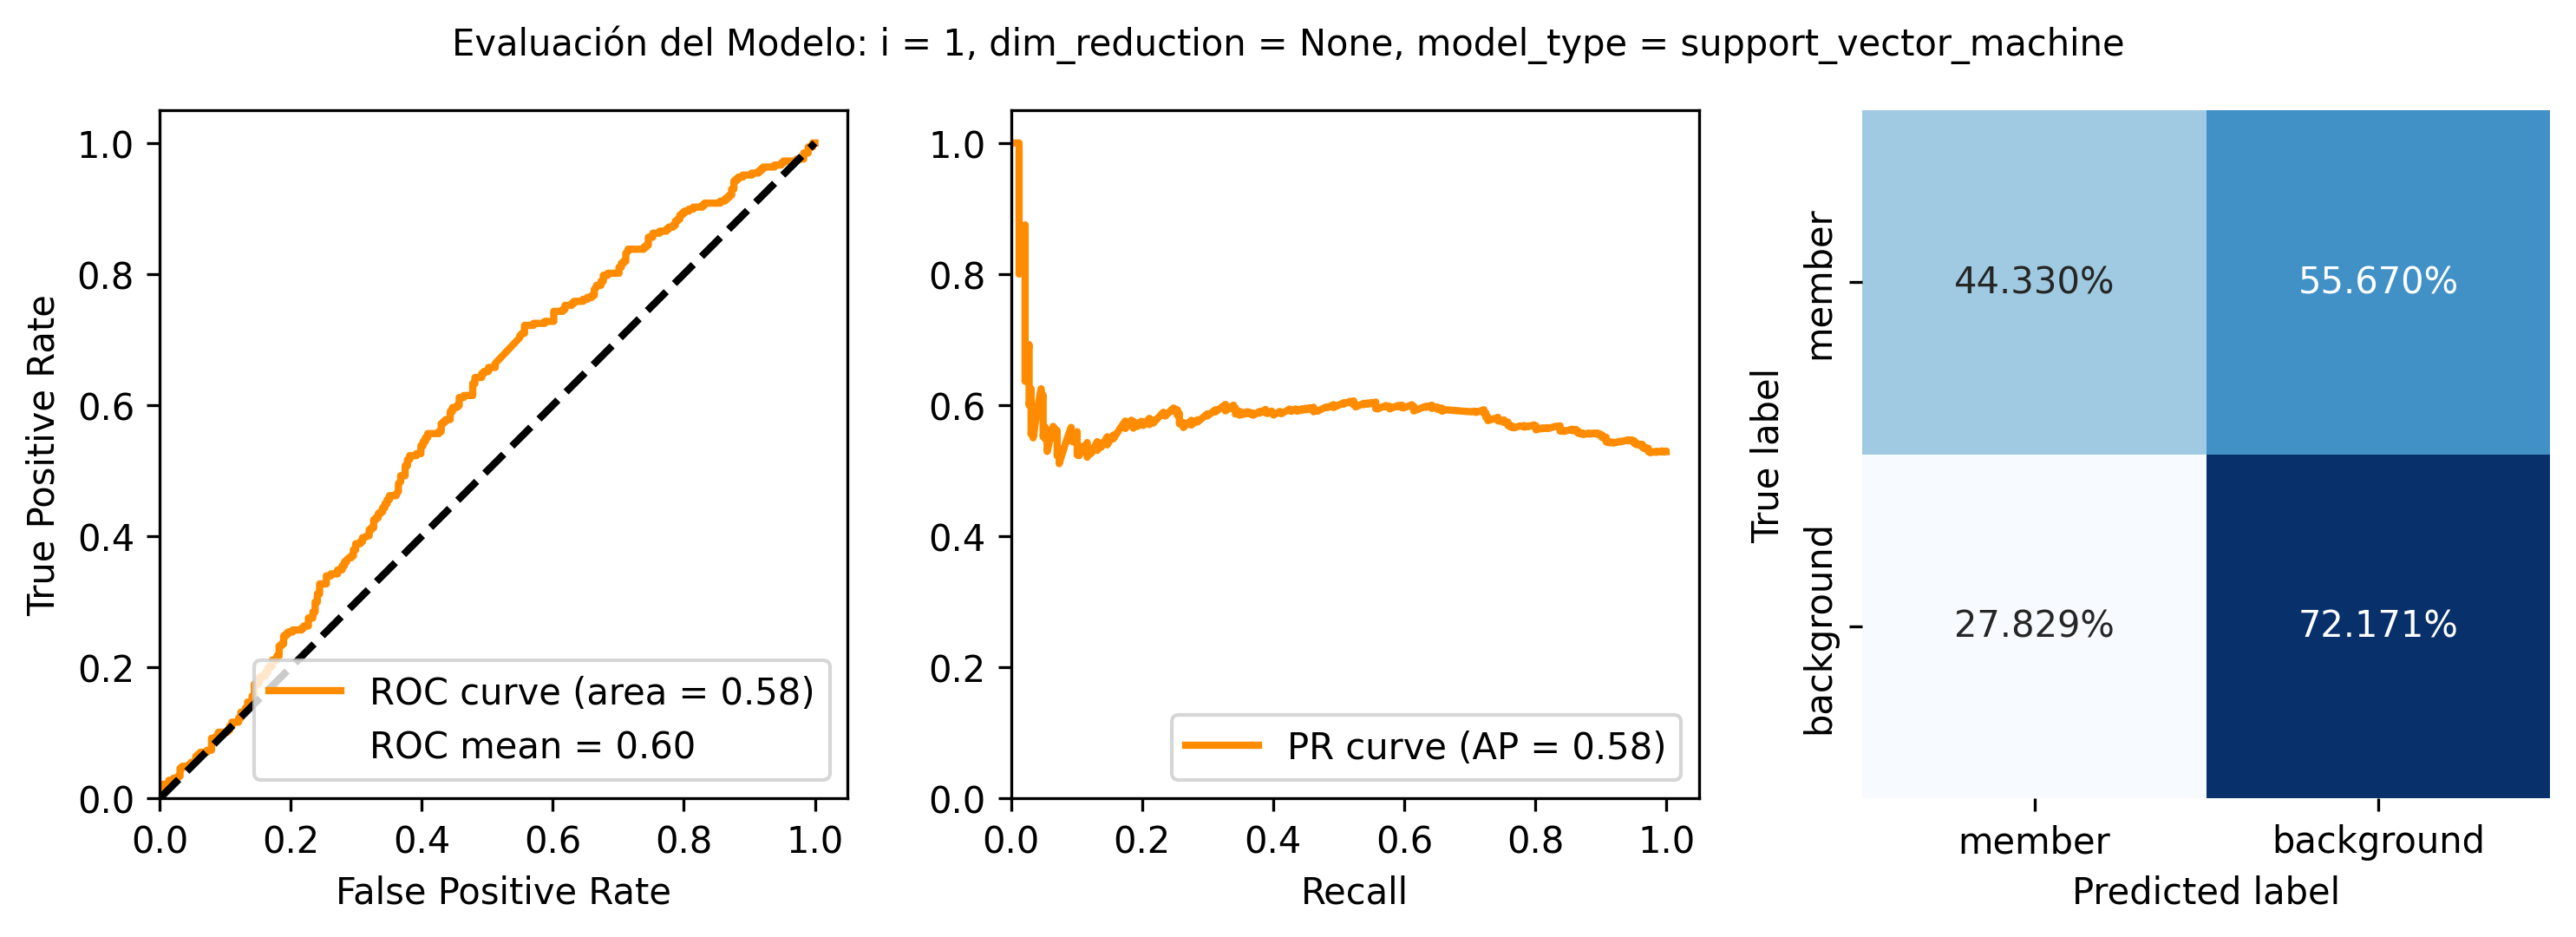 Evaluación del Modelo: i = 1, dim_reduction = None, model_type = support_vector_machine
True Positive Rate
1.0
0.8
0.6
0.4
0.2
0.0
0.0 0.2 0.4 0.6 0.8 1.0
False Positive Rate
ROC curve (area = 0.58)
ROC mean = 0.60
1.0
0.8
0.6
0.4
0.2
0.0
0.0 0.2 0.4 0.6 0.8 1.0
Recall
PR curve (AP = 0.58)
True label
member
background
44.330% 55.670%
27.829% 72.171%
member background
Predicted label